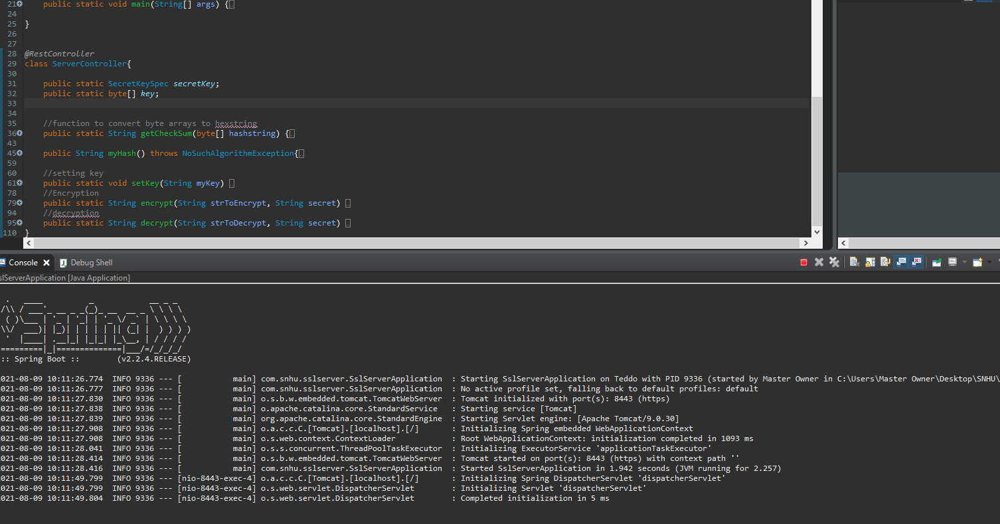 21 public static void main(String[] args) {
24
25 }
26
27
28 @RestController
29 class ServerController{
30
31 public static SecretKeySpec secretKey;
32 public static byte[] key;
33
34
35 //function to convert byte arrays to hexstring
36 public static String getCheckSum(byte[] hashstring) {
43
45 public String myHash() throws NoSuchAlgorithmException{
59
60 //setting key
61 public static void setKey(String myKey)
78 //Encryption
79 public static String encrypt(String strToEncrypt, String secret)
94 //decryption
95 public static String decrypt(String strToDecrypt, String secret)
110 }
Console Debug Shell
slServerApplication [Java Application]
:: Spring Boot :: (v2.2.4.RELEASE)
021-08-09 10:11:26.774 INFO 9336 --- [ main] com.snhu.sslserver.SslServerApplication : Starting SslServerApplication on Teddo with PID 9336 (started by Master Owner in C:\Users\Master Owner\Desktop\SNHU\
021-08-09 10:11:26.777 INFO 9336 --- [ main] com.snhu.sslserver.SslServerApplication : No active profile set, falling back to default profiles: default
021-08-09 10:11:27.830 INFO 9336 --- [ main] o.s.b.w.embedded.tomcat.TomcatWebServer : Tomcat initialized with port(s): 8443 (https)
021-08-09 10:11:27.838 INFO 9336 --- [ main] o.apache.catalina.core.StandardService : Starting service [Tomcat]
021-08-09 10:11:27.839 INFO 9336 --- [ main] org.apache.catalina.core.StandardEngine : Starting Servlet engine: [Apache Tomcat/9.0.30]
021-08-09 10:11:27.908 INFO 9336 --- [ main] o.a.c.c.C.[Tomcat].[localhost].[/] : Initializing Spring embedded WebApplicationContext
021-08-09 10:11:27.908 INFO 9336 --- [ main] o.s.web.context.ContextLoader : Root WebApplicationContext: initialization completed in 1093 ms
021-08-09 10:11:28.041 INFO 9336 --- [ main] o.s.s.concurrent.ThreadPoolTaskExecutor : Initializing ExecutorService 'applicationTaskExecutor'
021-08-09 10:11:28.414 INFO 9336 --- [ main] o.s.b.w.embedded.tomcat.TomcatWebServer : Tomcat started on port(s): 8443 (https) with context path ''
021-08-09 10:11:28.416 INFO 9336 --- [ main] com.snhu.sslserver.SslServerApplication : Started SslServerApplication in 1.942 seconds (JVM running for 2.257)
021-08-09 10:11:49.799 INFO 9336 --- [nio-8443-exec-4] o.a.c.c.C.[Tomcat].[localhost].[/] : Initializing Spring DispatcherServlet 'dispatcherServlet'
021-08-09 10:11:49.799 INFO 9336 --- [nio-8443-exec-4] o.s.web.servlet.DispatcherServlet : Initializing Servlet 'dispatcherServlet'
021-08-09 10:11:49.804 INFO 9336 --- [nio-8443-exec-4] o.s.web.servlet.DispatcherServlet : Completed initialization in 5 ms